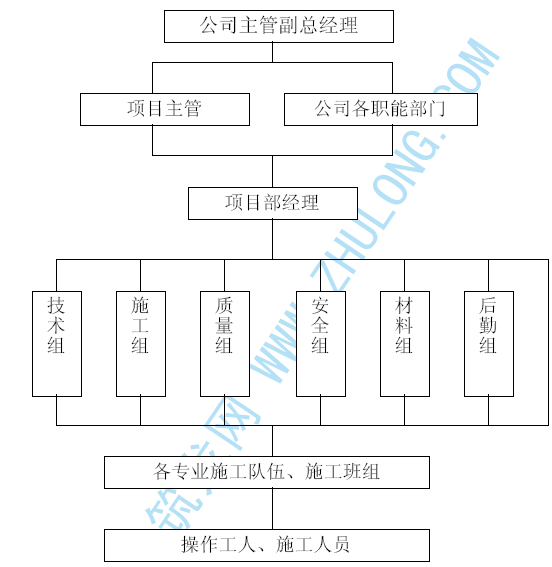 公司主管副总经理
项目主管
公司各职能部门
项目部经理
技术组
施工组
质量组
安全组
材料组
后勤组
各专业施工队伍、施工班组
操作工人、施工人员
筑龙网 WWW.ZHULONG.COM